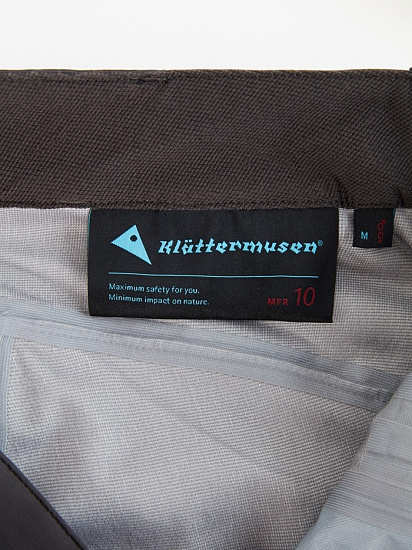 Klättermusen®
Maximum safety for you.
Minimum impact on nature.
MFR 10
M